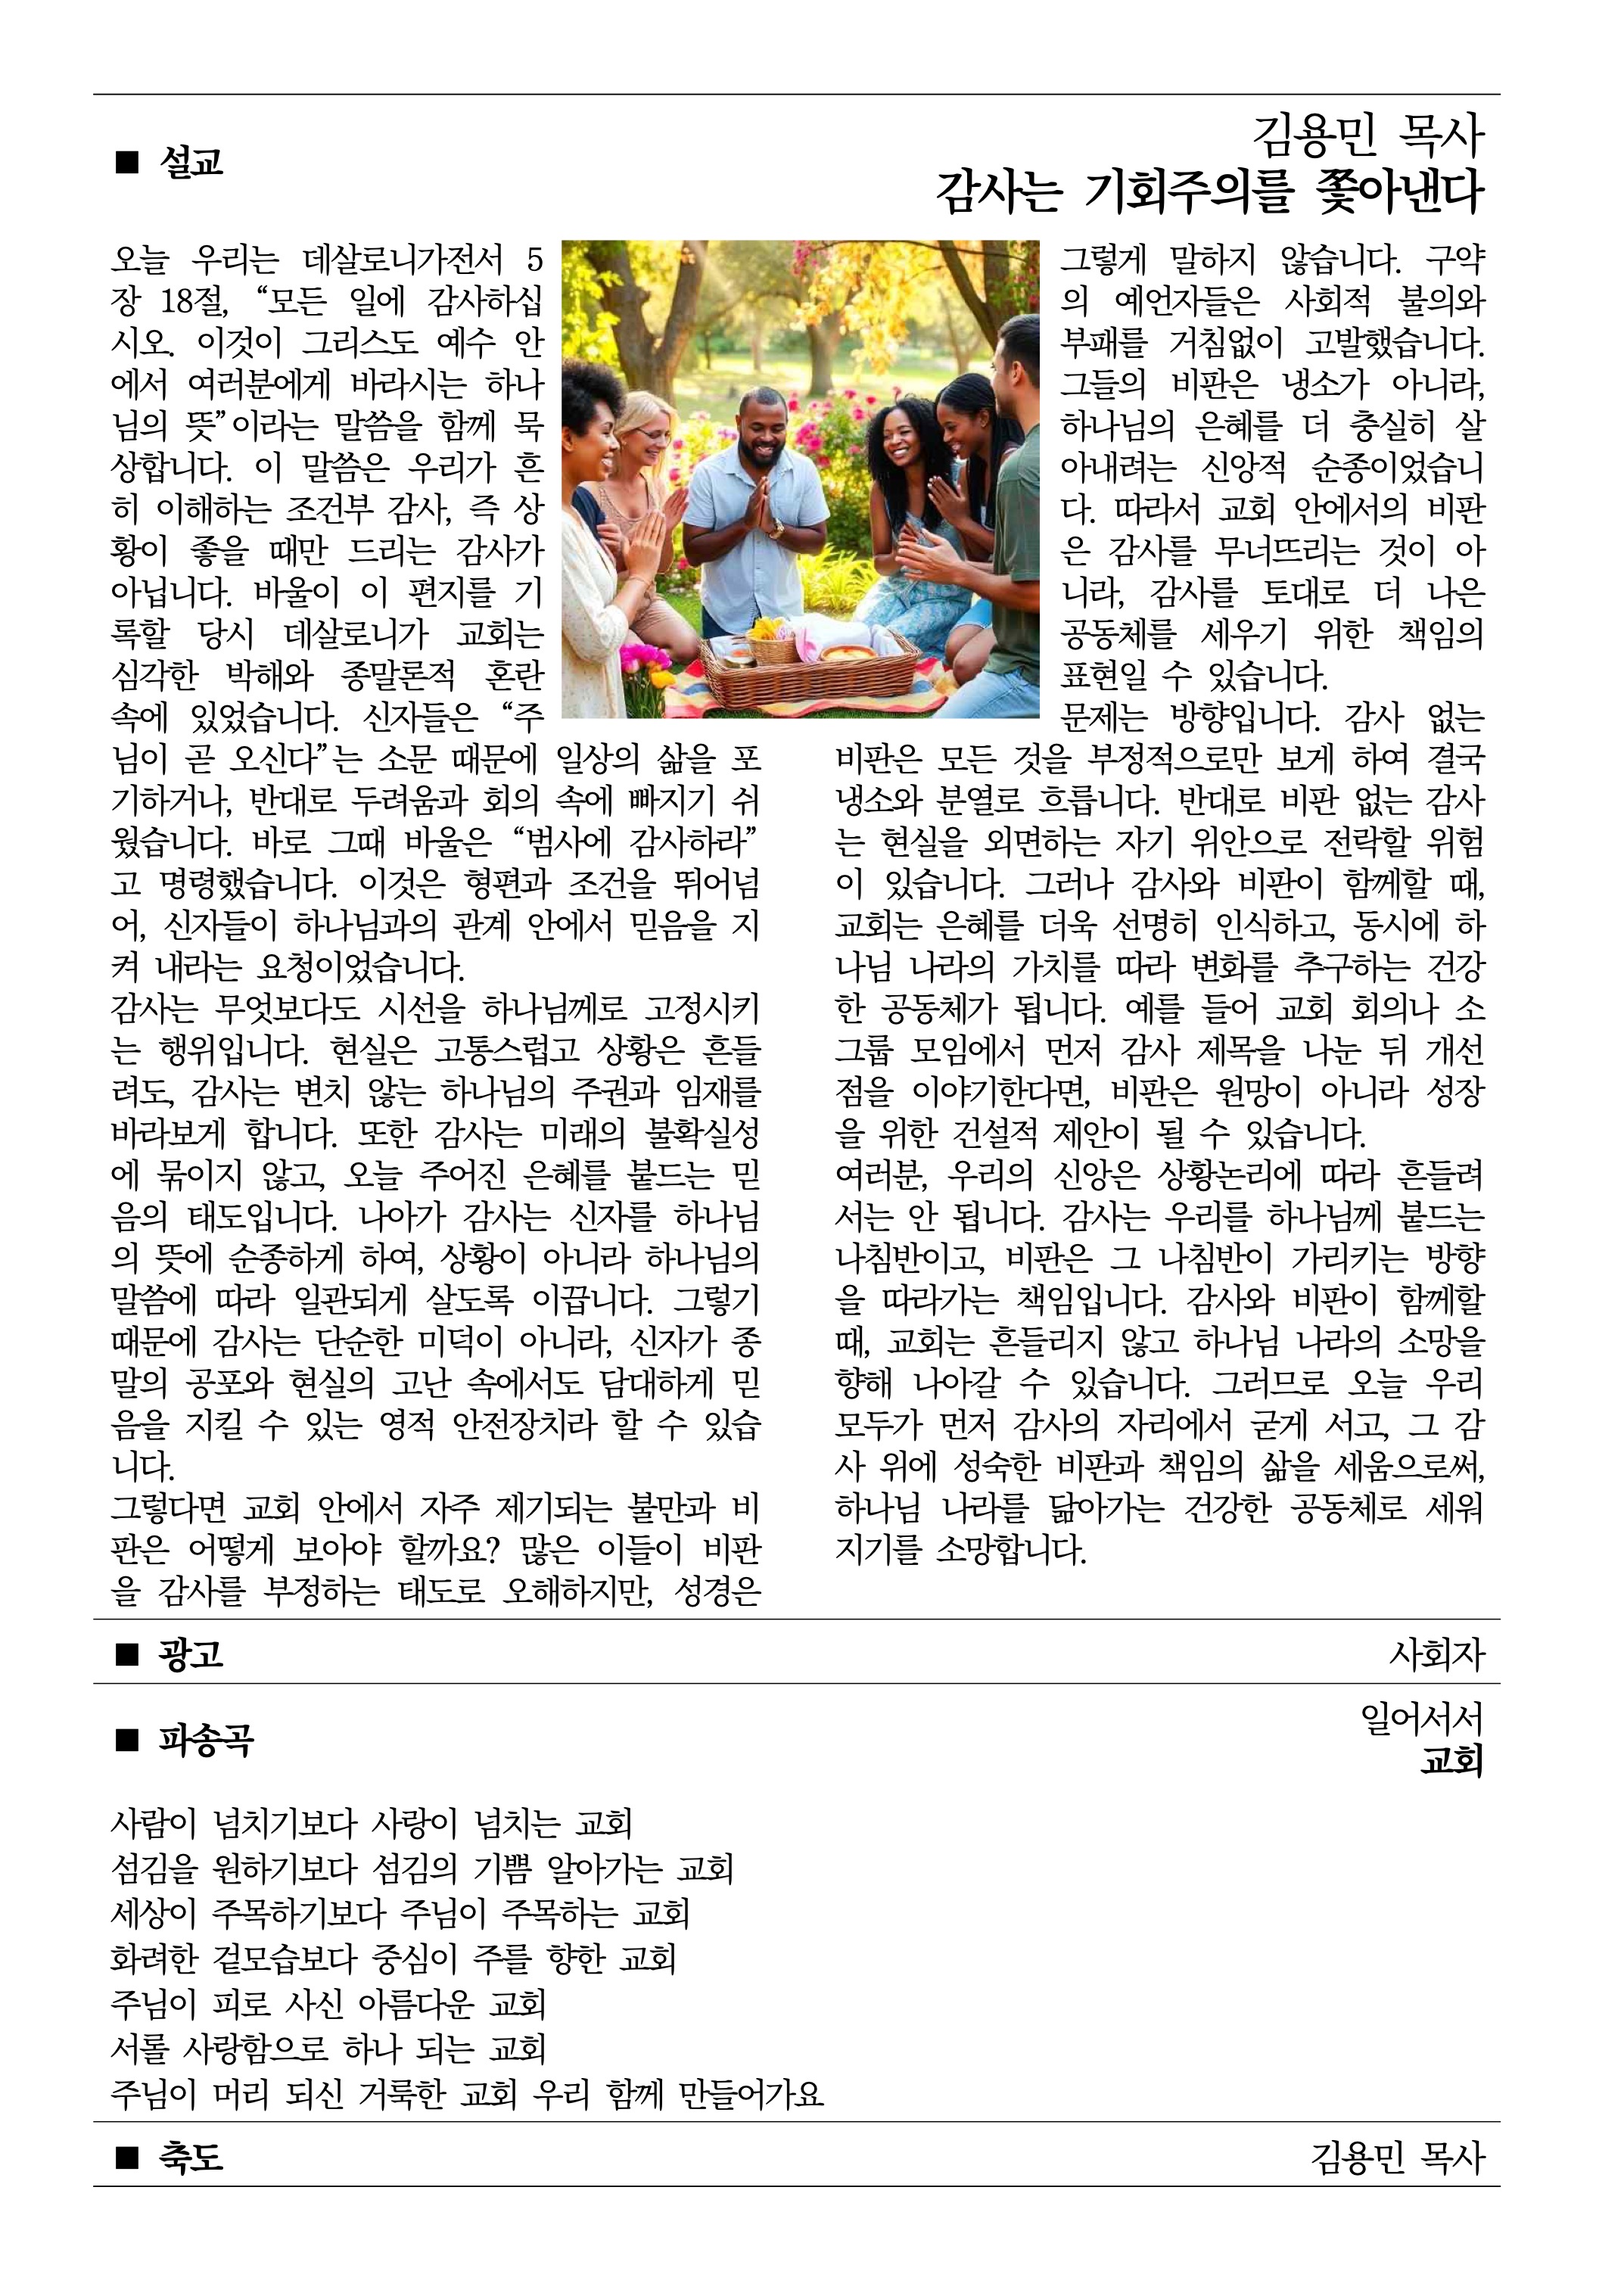 ■ 설교
김용민 목사
감사는 기회주의를 쫓아낸다
오늘 우리는 데살로니가전서 5
장 18절, “모든 일에 감사하십
시오. 이것이 그리스도 예수 안
에서 여러분에게 바라시는 하나
님의 뜻”이라는 말씀을 함께 묵
상합니다. 이 말씀은 우리가 흔
히 이해하는 조건부 감사, 즉 상
황이 좋을 때만 드리는 감사가
아닙니다. 바울이 이 편지를 기
록할 당시 데살로니가 교회는
심각한 박해와 종말론적 혼란
속에 있었습니다. 신자들은 “주
님이 곧 오신다”는 소문 때문에 일상의 삶을 포
기하거나, 반대로 두려움과 회의 속에 빠지기 쉬
웠습니다. 바로 그때 바울은 “범사에 감사하라”
고 명령했습니다. 이것은 형편과 조건을 뛰어넘
어, 신자들이 하나님과의 관계 안에서 믿음을 지
켜 내라는 요청이었습니다.
감사는 무엇보다도 시선을 하나님께로 고정시키
는 행위입니다. 현실은 고통스럽고 상황은 흔들
려도, 감사는 변치 않는 하나님의 주권과 임재를
바라보게 합니다. 또한 감사는 미래의 불확실성
에 묶이지 않고, 오늘 주어진 은혜를 붙드는 믿
음의 태도입니다. 나아가 감사는 신자를 하나님
의 뜻에 순종하게 하여, 상황이 아니라 하나님의
말씀에 따라 일관되게 살도록 이끕니다. 그렇기
때문에 감사는 단순한 미덕이 아니라, 신자가 종
말의 공포와 현실의 고난 속에서도 담대하게 믿
음을 지킬 수 있는 영적 안전장치라 할 수 있습
니다.
그렇다면 교회 안에서 자주 제기되는 불만과 비
판은 어떻게 보아야 할까요? 많은 이들이 비판
을 감사를 부정하는 태도로 오해하지만, 성경은
그렇게 말하지 않습니다. 구약
의 예언자들은 사회적 불의와
부패를 거침없이 고발했습니다.
그들의 비판은 냉소가 아니라,
하나님의 은혜를 더 충실히 살
아내려는 신앙적 순종이었습니
다. 따라서 교회 안에서의 비판
은 감사를 무너뜨리는 것이 아
니라, 감사를 토대로 더 나은
공동체를 세우기 위한 책임의
표현일 수 있습니다.
문제는 방향입니다. 감사 없는
비판은 모든 것을 부정적으로만 보게 하여 결국
냉소와 분열로 흐릅니다. 반대로 비판 없는 감사
는 현실을 외면하는 자기 위안으로 전락할 위험
이 있습니다. 그러나 감사와 비판이 함께할 때,
교회는 은혜를 더욱 선명히 인식하고, 동시에 하
나님 나라의 가치를 따라 변화를 추구하는 건강
한 공동체가 됩니다. 예를 들어 교회 회의나 소
그룹 모임에서 먼저 감사 제목을 나눈 뒤 개선
점을 이야기한다면, 비판은 원망이 아니라 성장
을 위한 건설적 제안이 될 수 있습니다.
여러분, 우리의 신앙은 상황논리에 따라 흔들려
서는 안 됩니다. 감사는 우리를 하나님께 붙드는
나침반이고, 비판은 그 나침반이 가리키는 방향
을 따라가는 책임입니다. 감사와 비판이 함께할
때, 교회는 흔들리지 않고 하나님 나라의 소망을
향해 나아갈 수 있습니다. 그러므로 오늘 우리
모두가 먼저 감사의 자리에서 굳게 서고, 그 감
사 위에 성숙한 비판과 책임의 삶을 세움으로써,
하나님 나라를 닮아가는 건강한 공동체로 세워
지기를 소망합니다.
■ 광고 사회자
■ 파송곡
일어서서
교회
사람이 넘치기보다 사랑이 넘치는 교회
섬김을 원하기보다 섬김의 기쁨 알아가는 교회
세상이 주목하기보다 주님이 주목하는 교회
화려한 겉모습보다 중심이 주를 향한 교회
주님이 피로 사신 아름다운 교회
서롤 사랑함으로 하나 되는 교회
주님이 머리 되신 거룩한 교회 우리 함께 만들어가요
■ 축도 김용민 목사